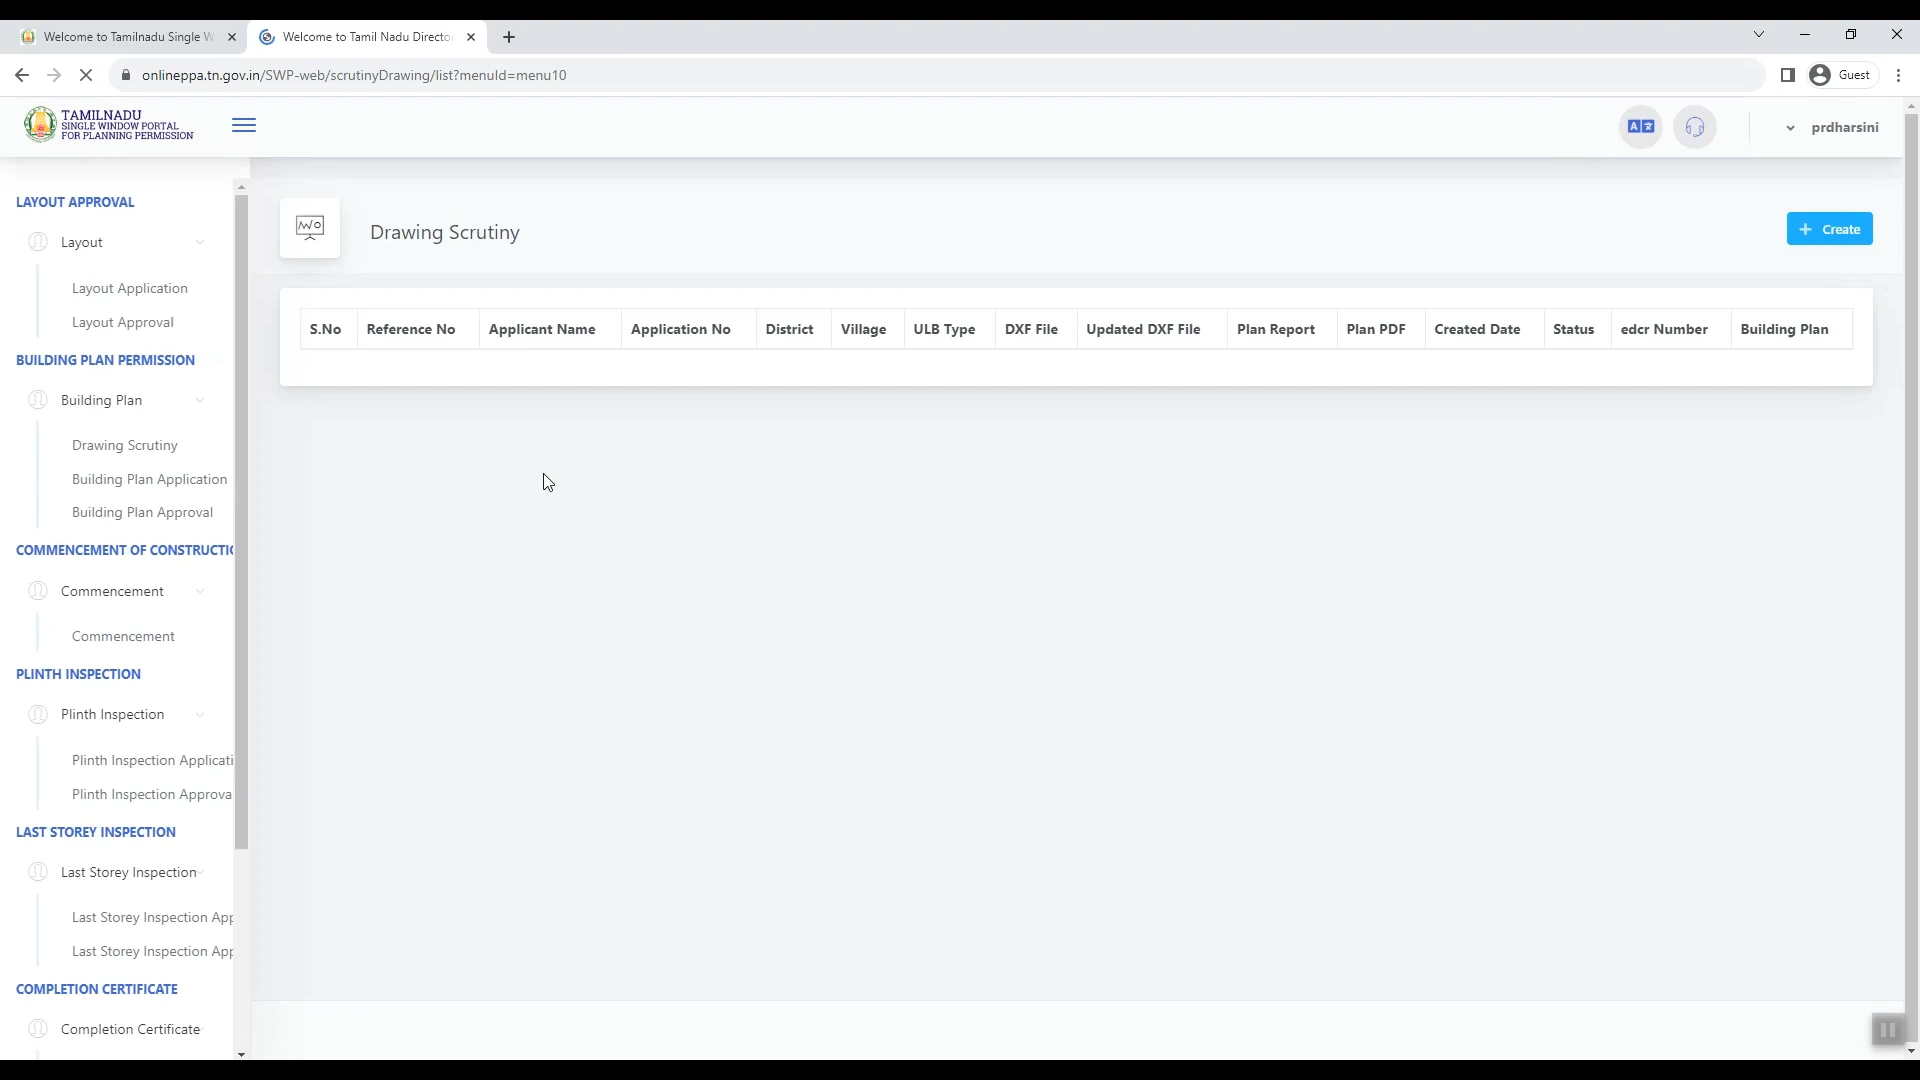 Welcome to Tamilnadu Single W
Welcome to Tamil Nadu Director
onlineppa.tn.gov.in/SWP-web/scrutinyDrawing/list?menuId=menu10
Guest
TAMILNADU
SINGLE WINDOW PORTAL
FOR PLANNING PERMISSION
A
prdharsini
LAYOUT APPROVAL
Layout
Layout Application
Layout Approval
BUILDING PLAN PERMISSION
Building Plan
Drawing Scrutiny
Building Plan Application
Building Plan Approval
COMMENCEMENT OF CONSTRUCTIO
Commencement
Commencement
PLINTH INSPECTION
Plinth Inspection
Plinth Inspection Applicati
Plinth Inspection Approva
LAST STOREY INSPECTION
Last Storey Inspection
Last Storey Inspection App
Last Storey Inspection App
COMPLETION CERTIFICATE
Completion Certificate
Drawing Scrutiny
+ Create
S.No Reference No Applicant Name Application No District Village ULB Type DXF File Updated DXF File Plan Report Plan PDF Created Date Status edcr Number Building Plan